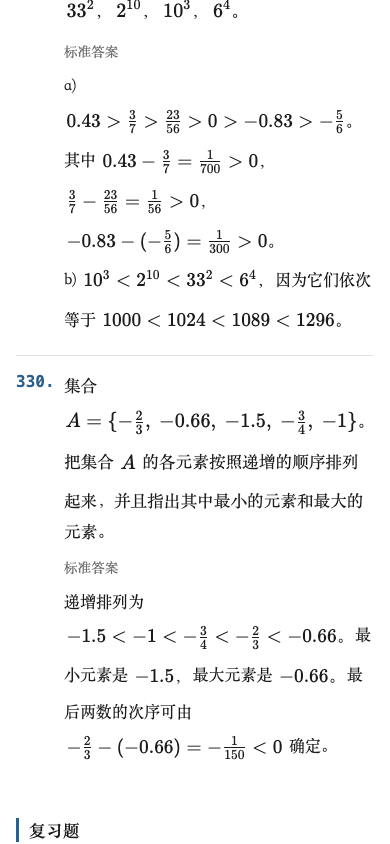 33², 2¹⁰, 10³, 6⁴。
标准答案
a)
0.43 > 3/7 > 23/56 > 0 > −0.83 > −5/6。
其中 0.43 − 3/7 = 1/700 > 0,
3/7 − 23/56 = 1/56 > 0,
−0.83 − (−5/6) = 1/300 > 0。
b) 10³ < 2¹⁰ < 33² < 6⁴, 因为它们依次
等于 1000 < 1024 < 1089 < 1296。
330. 集合
A = {−2/3, −0.66, −1.5, −3/4, −1}。
把集合 A 的各元素按照递增的顺序排列
起来，并且指出其中最小的元素和最大的
元素。
标准答案
递增排列为
−1.5 < −1 < −3/4 < −2/3 < −0.66。最
小元素是 −1.5, 最大元素是 −0.66。最
后两数的次序可由
−2/3 − (−0.66) = −1/150 < 0 确定。
复习题